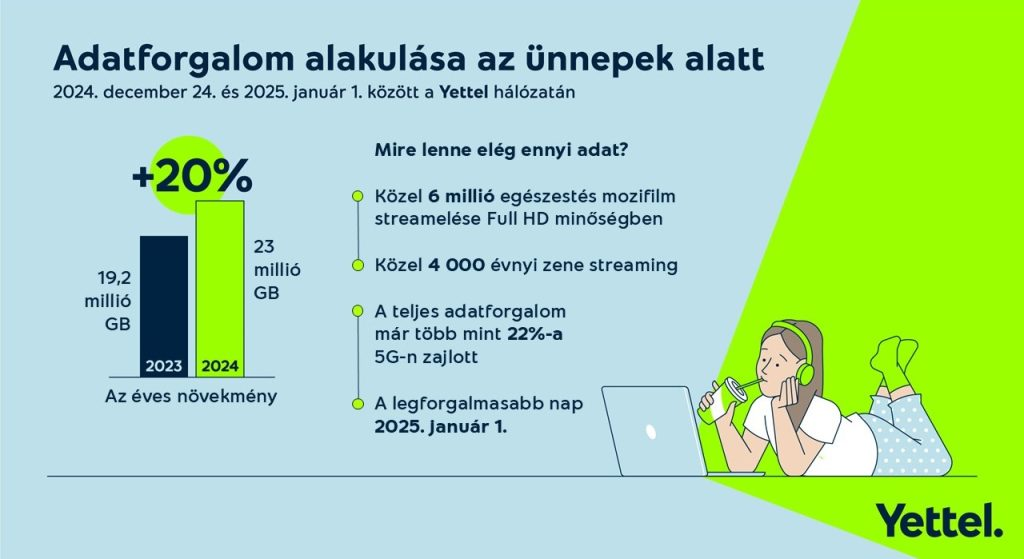 Adatforgalom alakulása az ünnepek alatt
2024. december 24. és 2025. január 1. között a Yettel hálózatán
+20%
19,2
millió
GB
23
millió
GB
2023
2024
Az éves növekmény
Mire lenne elég ennyi adat?
Közel 6 millió egészestés mozifilm
streamelése Full HD minőségben
Közel 4 000 évnyi zene streaming
A teljes adatforgalom
már több mint 22%-a
5G-n zajlott
A legforgalmasabb nap
2025. január 1.
Yettel.